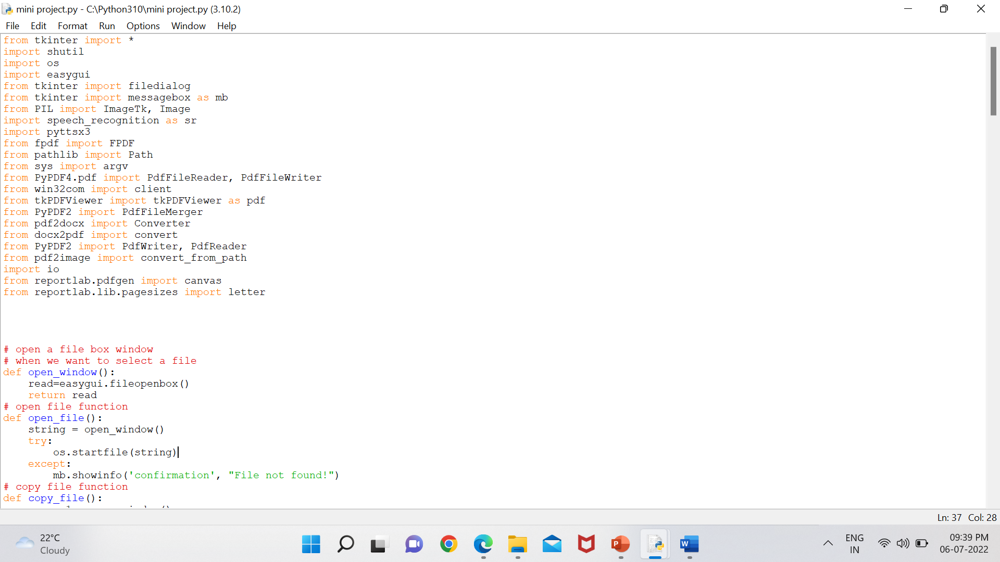 mini project.py - C:\Python310\mini project.py (3.10.2)
File Edit Format Run Options Window Help
from tkinter import *
import shutil
import os
import easygui
from tkinter import filedialog
from tkinter import messagebox as mb
from PIL import ImageTk, Image
import speech_recognition as sr
import pyttsx3
from fpdf import FPDF
from pathlib import Path
from sys import argv
from PyPDF4.pdf import PdfFileReader, PdfFileWriter
from win32com import client
from tkPDFViewer import tkPDFViewer as pdf
from PyPDF2 import PdfFileMerger
from pdf2docx import Converter
from docx2pdf import convert
from PyPDF2 import PdfWriter, PdfReader
from pdf2image import convert_from_path
import io
from reportlab.pdfgen import canvas
from reportlab.lib.pagesizes import letter
# open a file box window
# when we want to select a file
def open_window():
    read=easygui.fileopenbox()
    return read
# open file function
def open_file():
    string = open_window()
    try:
        os.startfile(string)
    except:
        mb.showinfo('confirmation', "File not found!")
# copy file function
def copy_file():
Ln: 37 Col: 28
22°C
Cloudy
P
W
ENG
IN
09:39 PM
06-07-2022